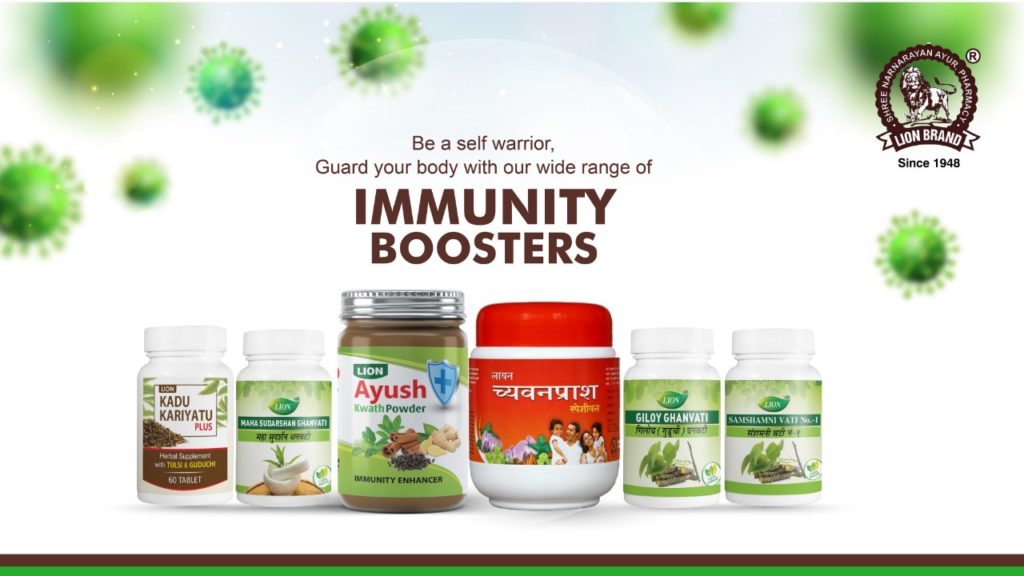 Be a self warrior,
Guard your body with our wide range of
IMMUNITY
BOOSTERS
SHREE NARNARAYAN AYUR. PHARMACY
®
LION BRAND
Since 1948
LION
KADU
KARIYATU
PLUS
Herbal Supplement
with TULSI & GUDUCHI
60 TABLET
LION
MAHA SUDARSHAN GHANVATI
महा सुदर्शन घनवटी
LION
Ayush
Kwath Powder
IMMUNITY ENHANCER
लायन
च्यवनप्राश
स्पेशीयल
LION
GILOY GHANVATI
गिलोय ( गुडूची ) घनवटी
LION
SAMSHAMNI VATI No.-1
संशमनी वटी नं-१